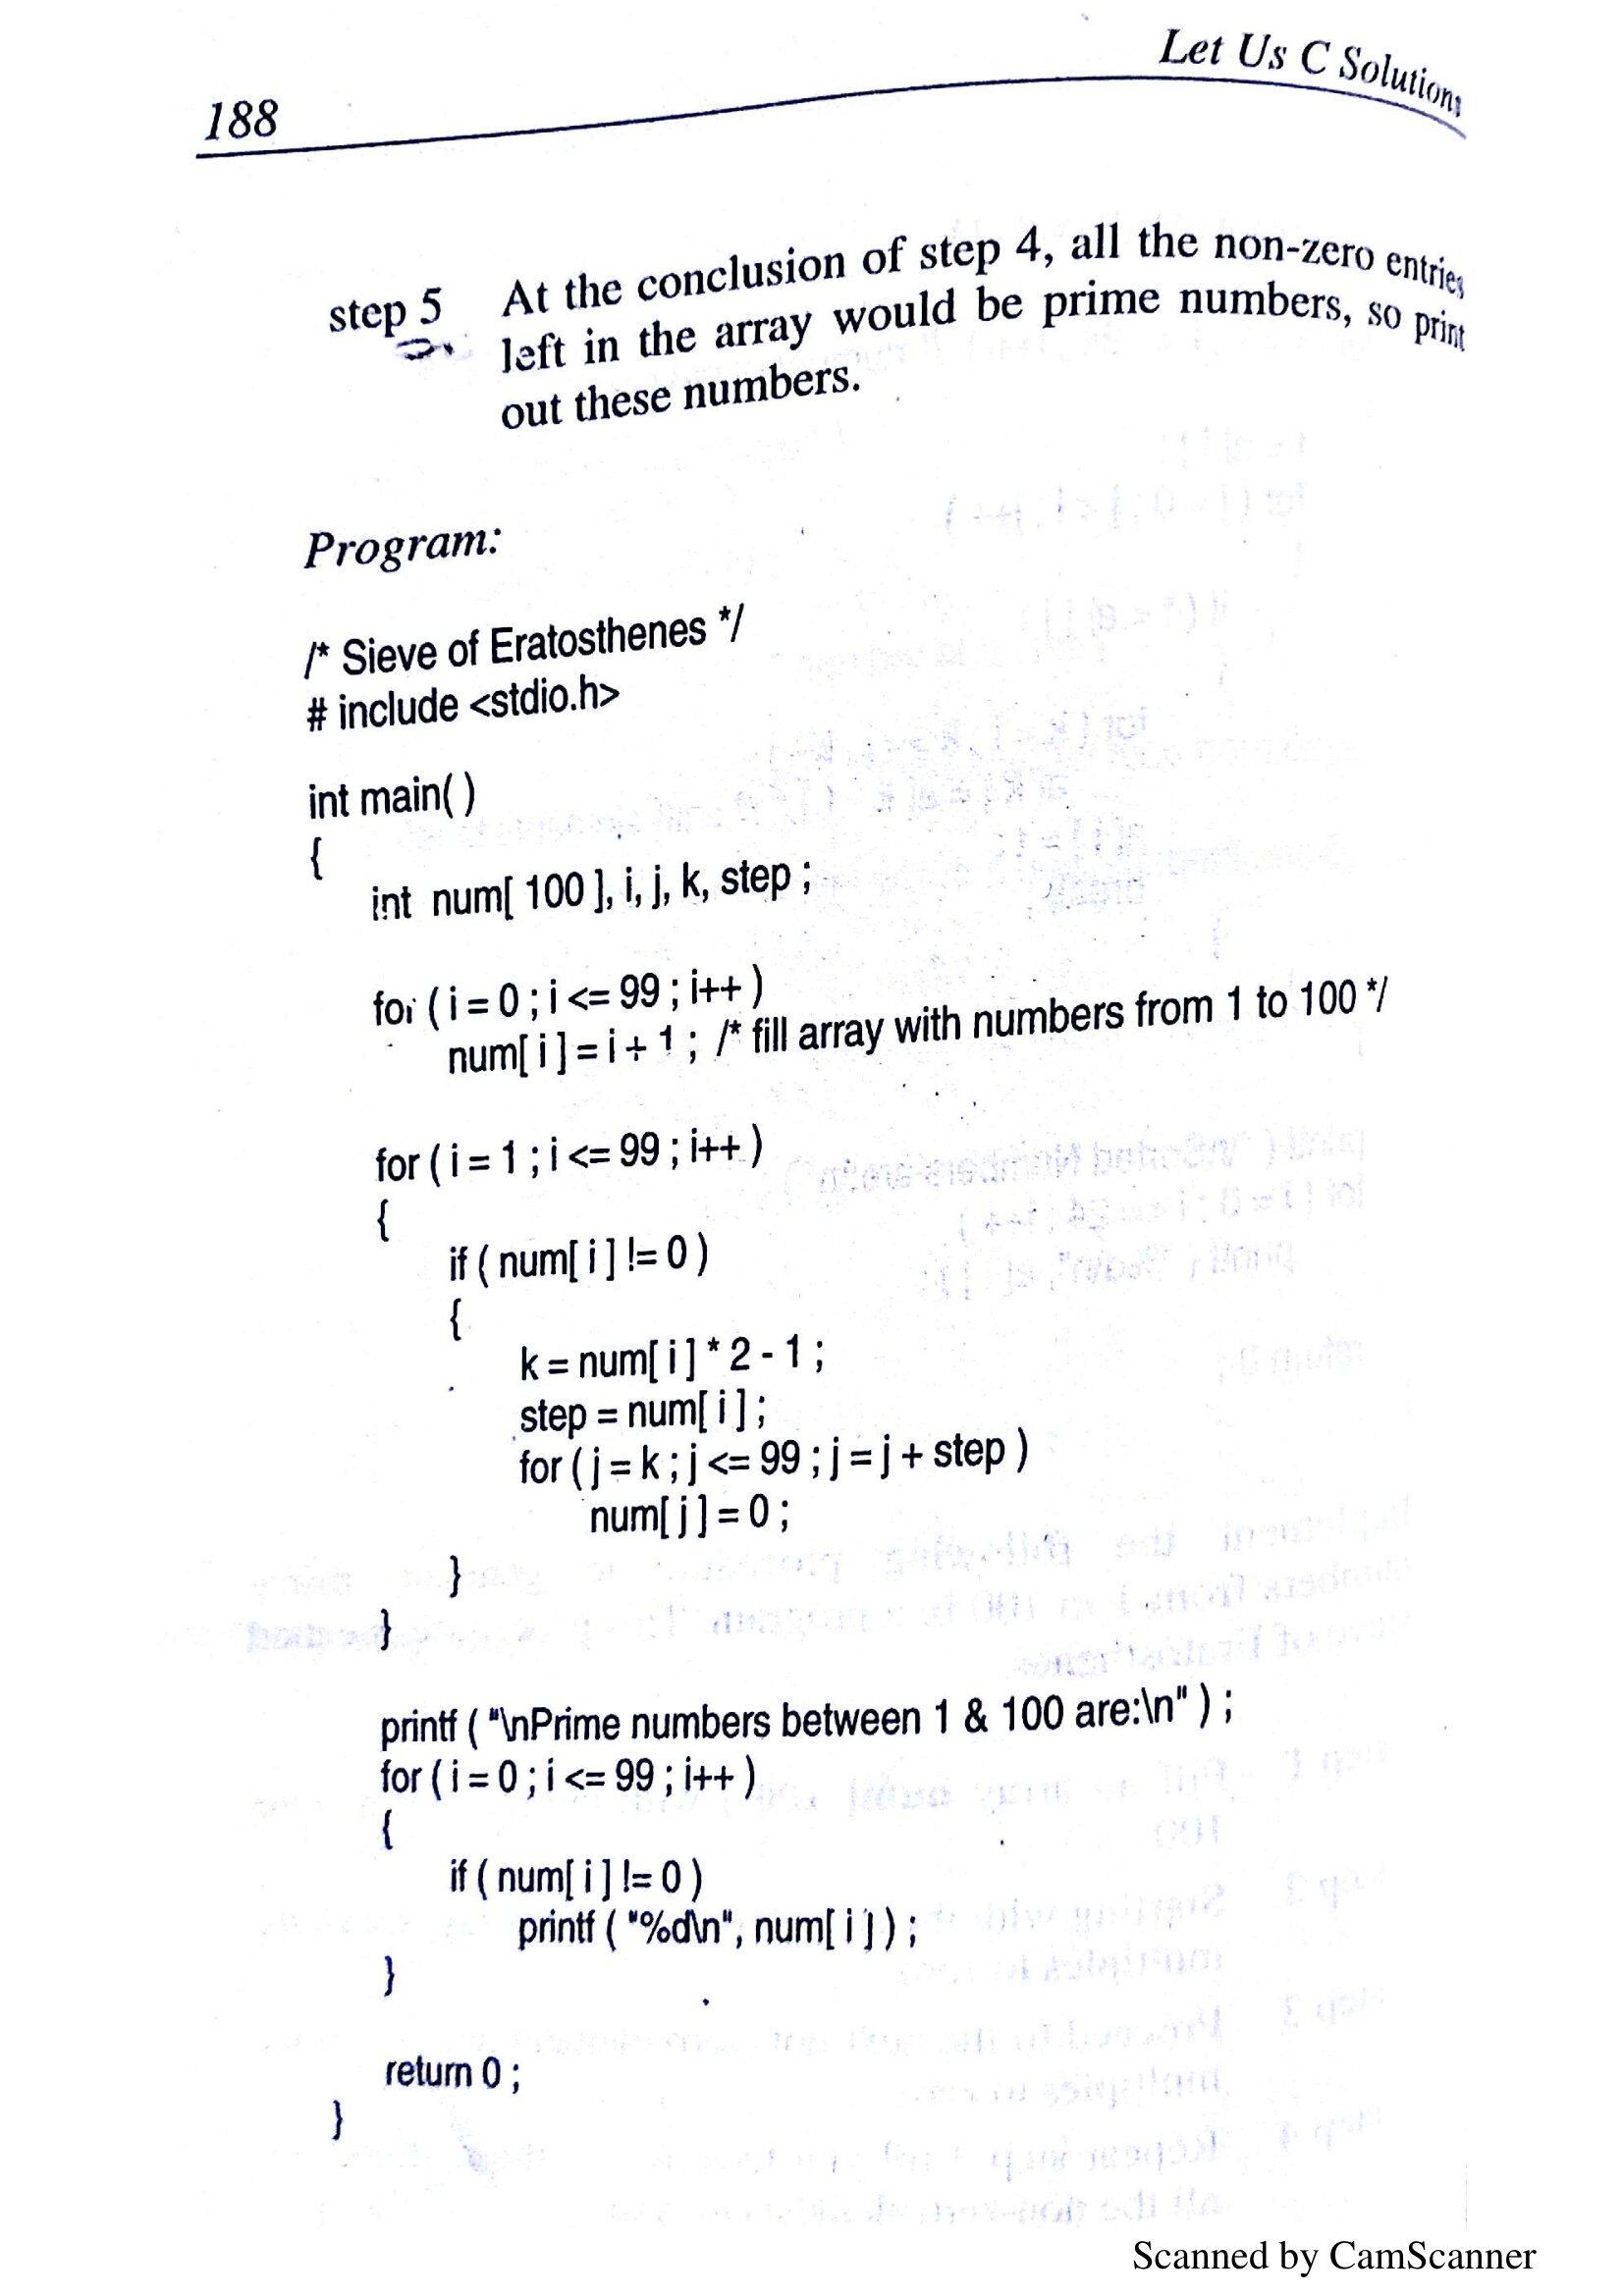 Let Us C Solutions
188
step 5 At the conclusion of step 4, all the non-zero entries
left in the array would be prime numbers, so print
out these numbers.
Program:
/* Sieve of Eratosthenes */
# include <stdio.h>
int main( )
{
int num[ 100 ], i, j, k, step ;
for ( i = 0 ; i <= 99 ; i++ )
num[ i ] = i + 1 ; /* fill array with numbers from 1 to 100 */
for ( i = 1 ; i <= 99 ; i++ )
{
if ( num[ i ] != 0 )
{
k = num[ i ] * 2 - 1 ;
step = num[ i ] ;
for ( j = k ; j <= 99 ; j = j + step )
num[ j ] = 0 ;
}
}
printf ( "\nPrime numbers between 1 & 100 are:\n" ) ;
for ( i = 0 ; i <= 99 ; i++ )
{
if ( num[ i ] != 0 )
printf ( "%d\n", num[ i ] ) ;
}
return 0 ;
}
Scanned by CamScanner